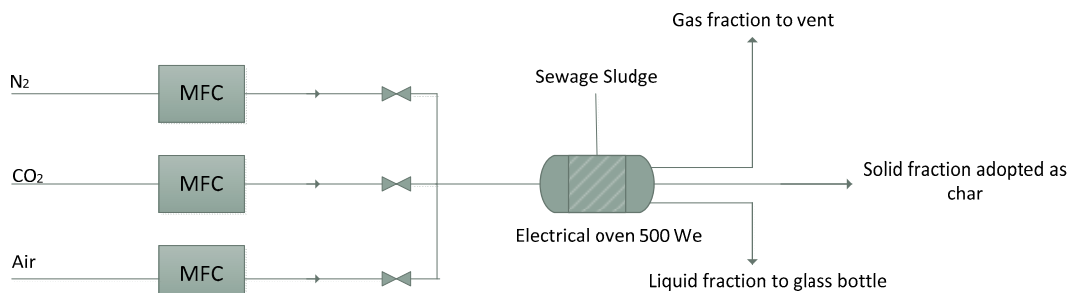 Gas fraction to vent
Sewage Sludge
N2
MFC
CO2
MFC
Solid fraction adopted as
char
Electrical oven 500 We
Air
MFC
Liquid fraction to glass bottle